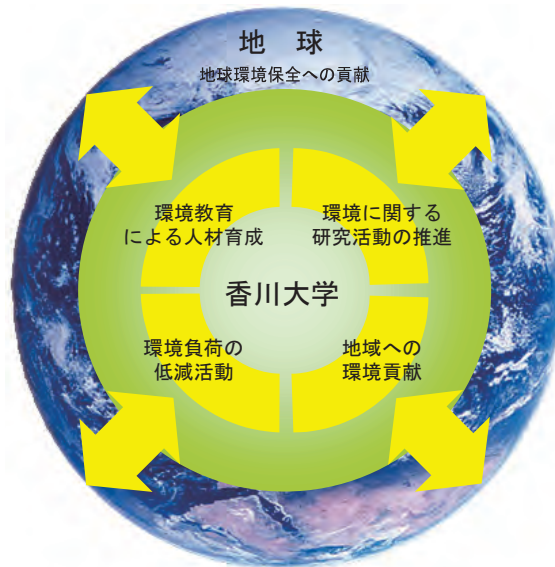 地　球
地球環境保全への貢献
環境教育
による人材育成
環境に関する
研究活動の推進
香川大学
環境負荷の
低減活動
地域への
環境貢献